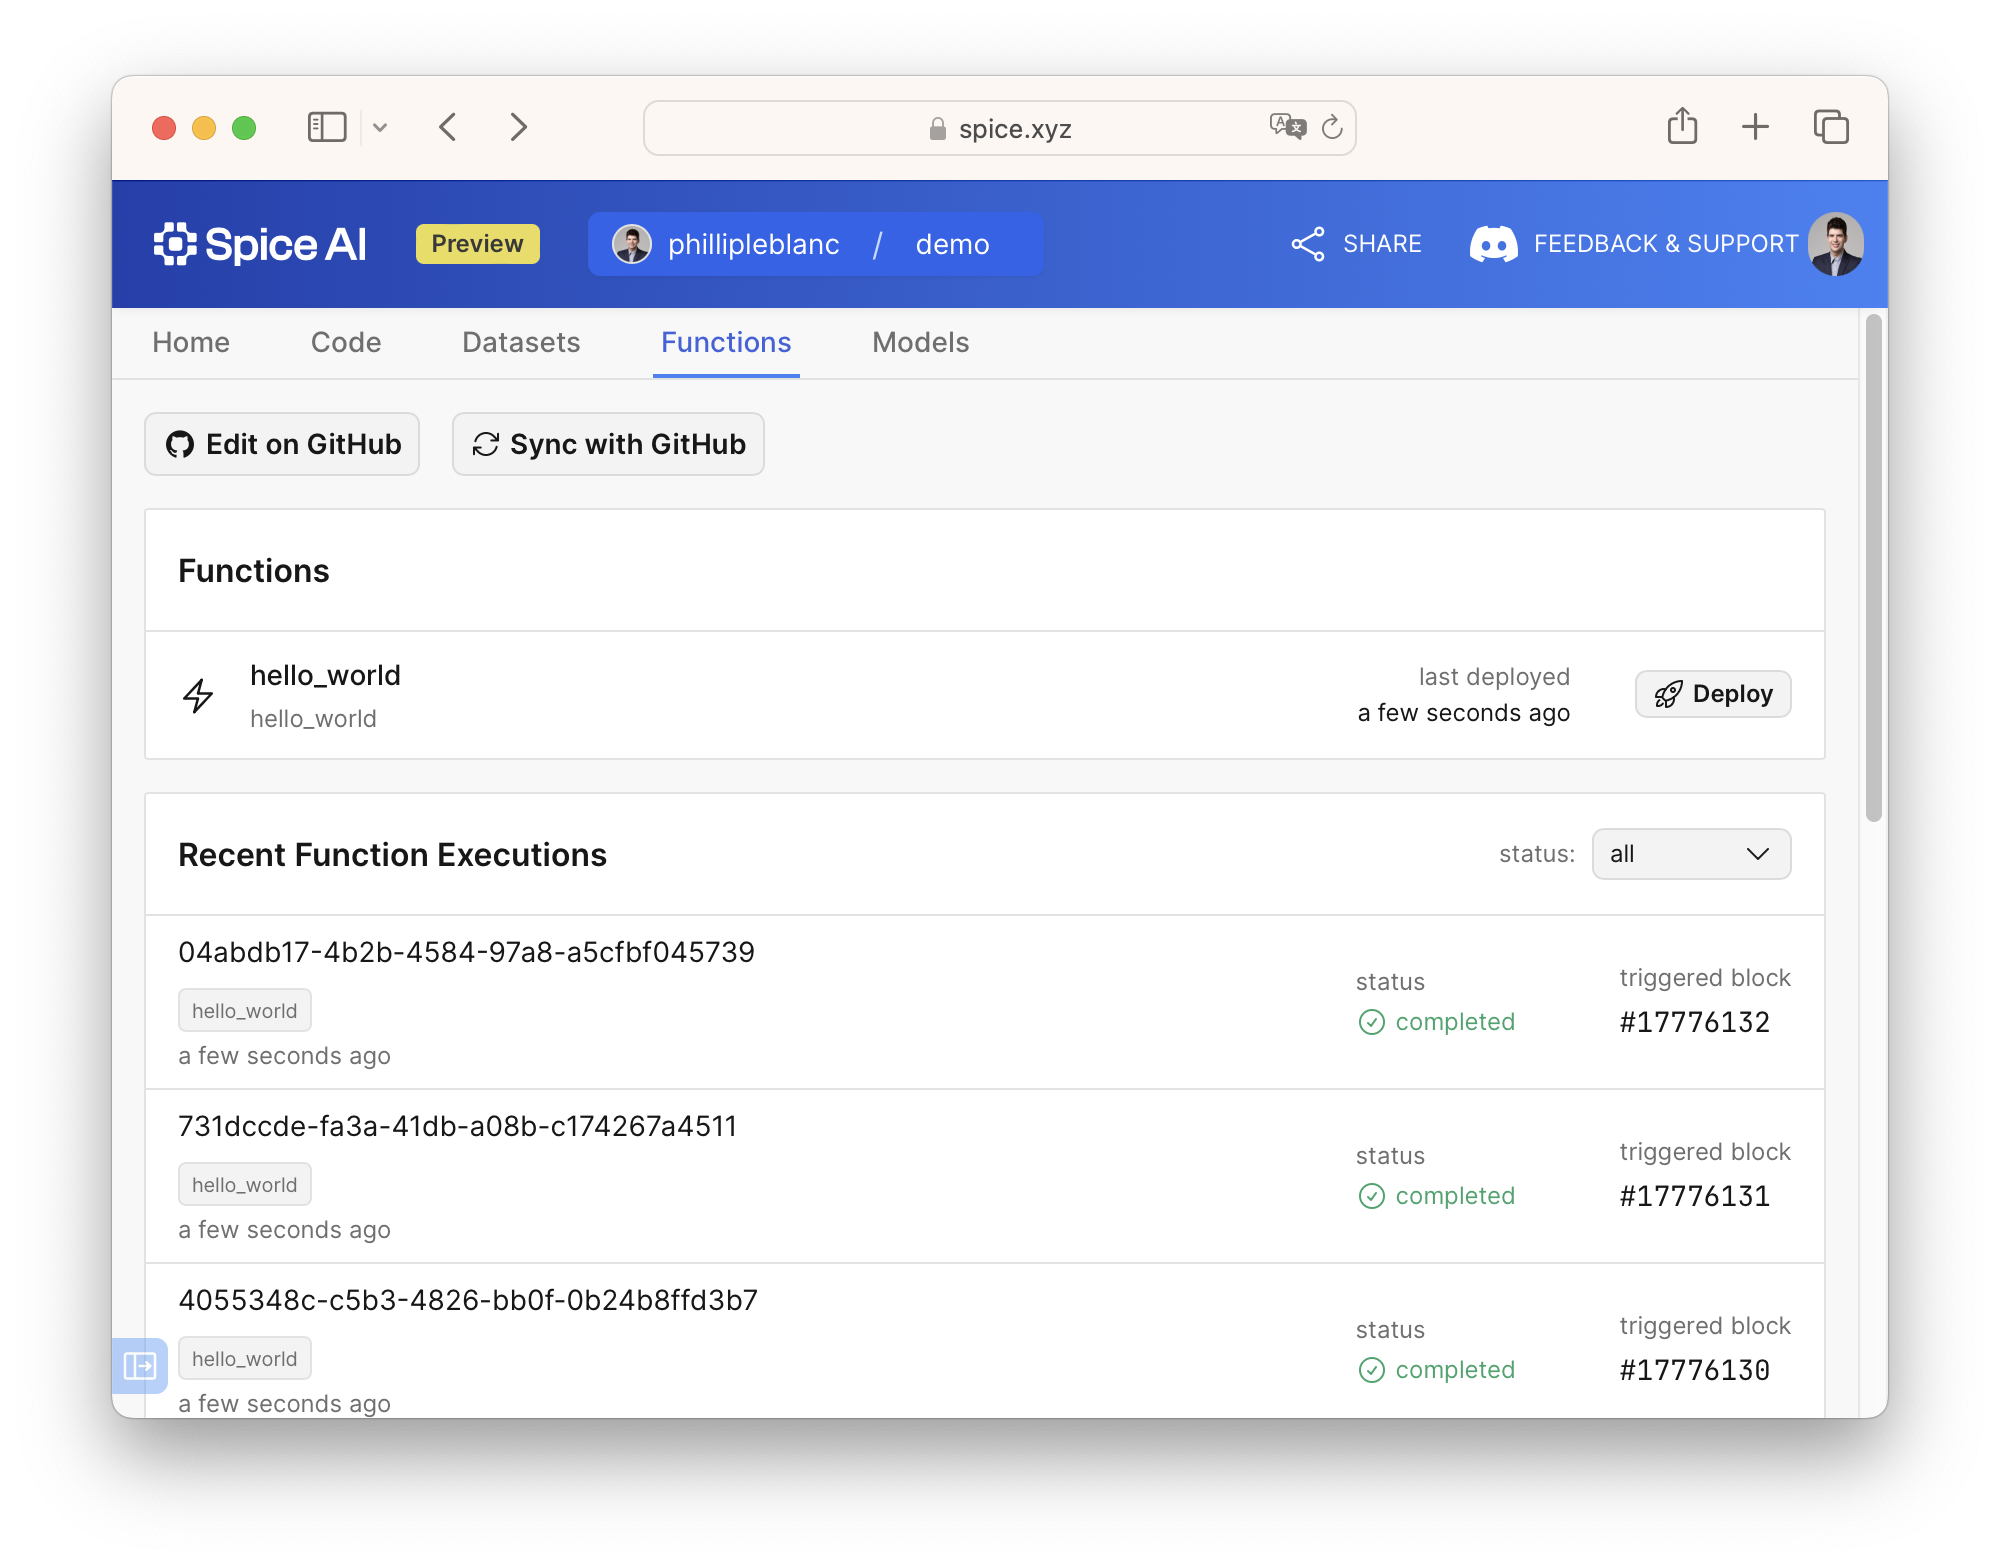 spice.xyz
Spice AI
Preview
phillipleblanc / demo
SHARE
FEEDBACK & SUPPORT
Home
Code
Datasets
Functions
Models
Edit on GitHub
Sync with GitHub
Functions
hello_world
hello_world
last deployed
a few seconds ago
Deploy
Recent Function Executions
status:
all
04abdb17-4b2b-4584-97a8-a5cfbf045739
hello_world
a few seconds ago
status
completed
triggered block
#17776132
731dccde-fa3a-41db-a08b-c174267a4511
hello_world
a few seconds ago
status
completed
triggered block
#17776131
4055348c-c5b3-4826-bb0f-0b24b8ffd3b7
hello_world
a few seconds ago
status
completed
triggered block
#17776130